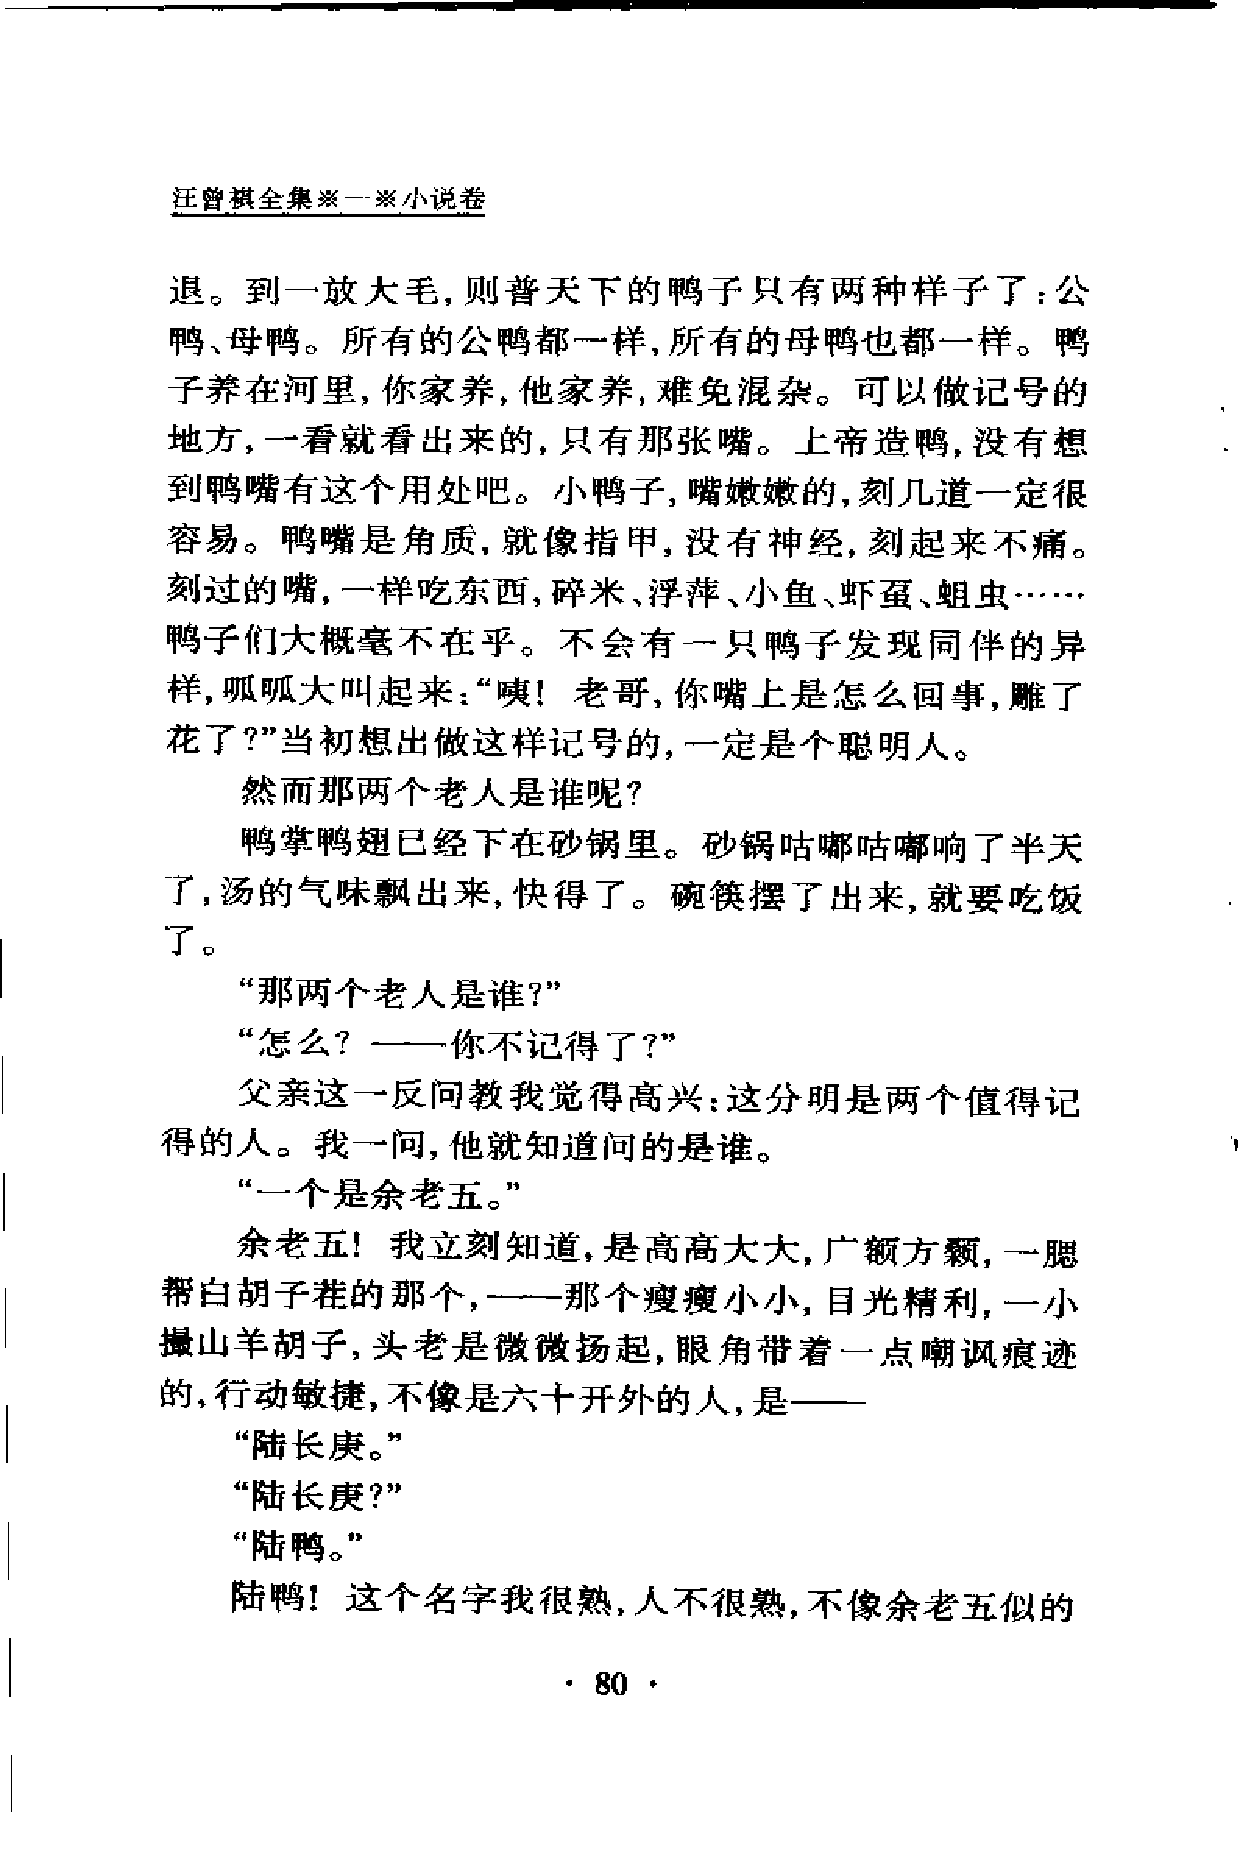 汪曾祺全集※一※小说卷
退。到一放大毛,则普天下的鸭子只有两种样子了:公
鸭、母鸭。所有的公鸭都一样,所有的母鸭也都一样。鸭
子养在河里,你家养,他家养,难免混杂。可以做记号的
地方,一看就看出来的,只有那张嘴。上帝造鸭,没有想
到鸭嘴有这个用处吧。小鸭子,嘴嫩嫩的,刻几道一定很
容易。鸭嘴是角质,就像指甲,没有神经,刻起来不痛。
刻过的嘴,一样吃东西,碎米、浮萍、小鱼、虾虿、蛆虫……
鸭子们大概毫不在乎。不会有一只鸭子发现同伴的异
样,呱呱大叫起来:“咦! 老哥,你嘴上是怎么回事,雕了
花了?”当初想出做这样记号的,一定是个聪明人。
然而那两个老人是谁呢?
鸭掌鸭翅已经下在砂锅里。砂锅咕嘟咕嘟响了半天
了,汤的气味飘出来,快得了。碗筷摆了出来,就要吃饭
了。
“那两个老人是谁?”
“怎么? ——你不记得了?”
父亲这一反问教我觉得高兴:这分明是两个值得记
得的人。我一问,他就知道问的是谁。
“一个是余老五。”
余老五! 我立刻知道,是高高大大,广额方颡,一腮
帮白胡子茬的那个,——那个瘦瘦小小,目光精利,一小
撮山羊胡子,头老是微微扬起,眼角带着一点嘲讽痕迹
的,行动敏捷,不像是六十开外的人,是——
“陆长庚。”
“陆长庚?”
“陆鸭。”
陆鸭! 这个名字我很熟,人不很熟,不像余老五似的
· 80 ·